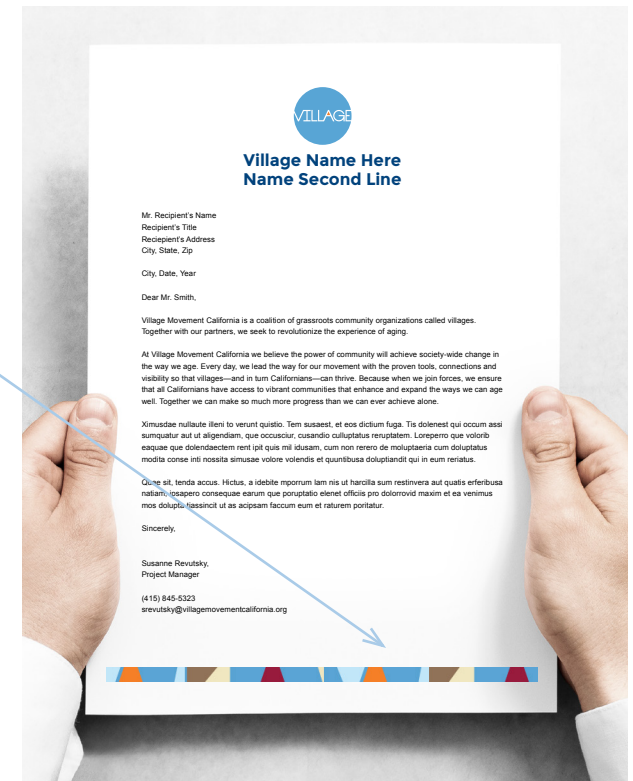 VILLAGE
Village Name Here
Name Second Line
Mr. Recipient's Name
Recipient's Title
Reciepient's Address
City, State, Zip
City, Date, Year
Dear Mr. Smith,
Village Movement California is a coalition of grassroots community organizations called villages.
Together with our partners, we seek to revolutionize the experience of aging.
At Village Movement California we believe the power of community will achieve society-wide change in
the way we age. Every day, we lead the way for our movement with the proven tools, connections and
visibility so that villages—and in turn Californians—can thrive. Because when we join forces, we ensure
that all Californians have access to vibrant communities that enhance and expand the ways we can age
well. Together we can make so much more progress than we can ever achieve alone.
Ximusdae nullaute illeni to verunt quistio. Tem susaest, et eos dictium fuga. Tis dolenest qui occum assi
sumquatur aut ut aligendiam, que occusciur, cusandio culluptatus reruptatem. Loreperro que volorib
eaquae que dolendaectem rent ipit quis mil idusam, cum non rerero de moluptaeria cum doluptatus
modita conse inti nossita simusae volore volendis et quuntibusa doluptiandit qui in eum reriatus.
Quae sit, tenda accus. Hictus, a idebite mporrum lam nis ut harcilla sum restinvera aut quatis erferibusa
natiam, iosapero consequae earum que poruptatio elenet officiis pro dolorrovid maxim et ea venimus
mos dolupta tiassincit ut as acipsam faccum eum et raturem poritatur.
Sincerely,
Susanne Revutsky,
Project Manager
(415) 845-5323
srevutsky@villagemovementcalifornia.org